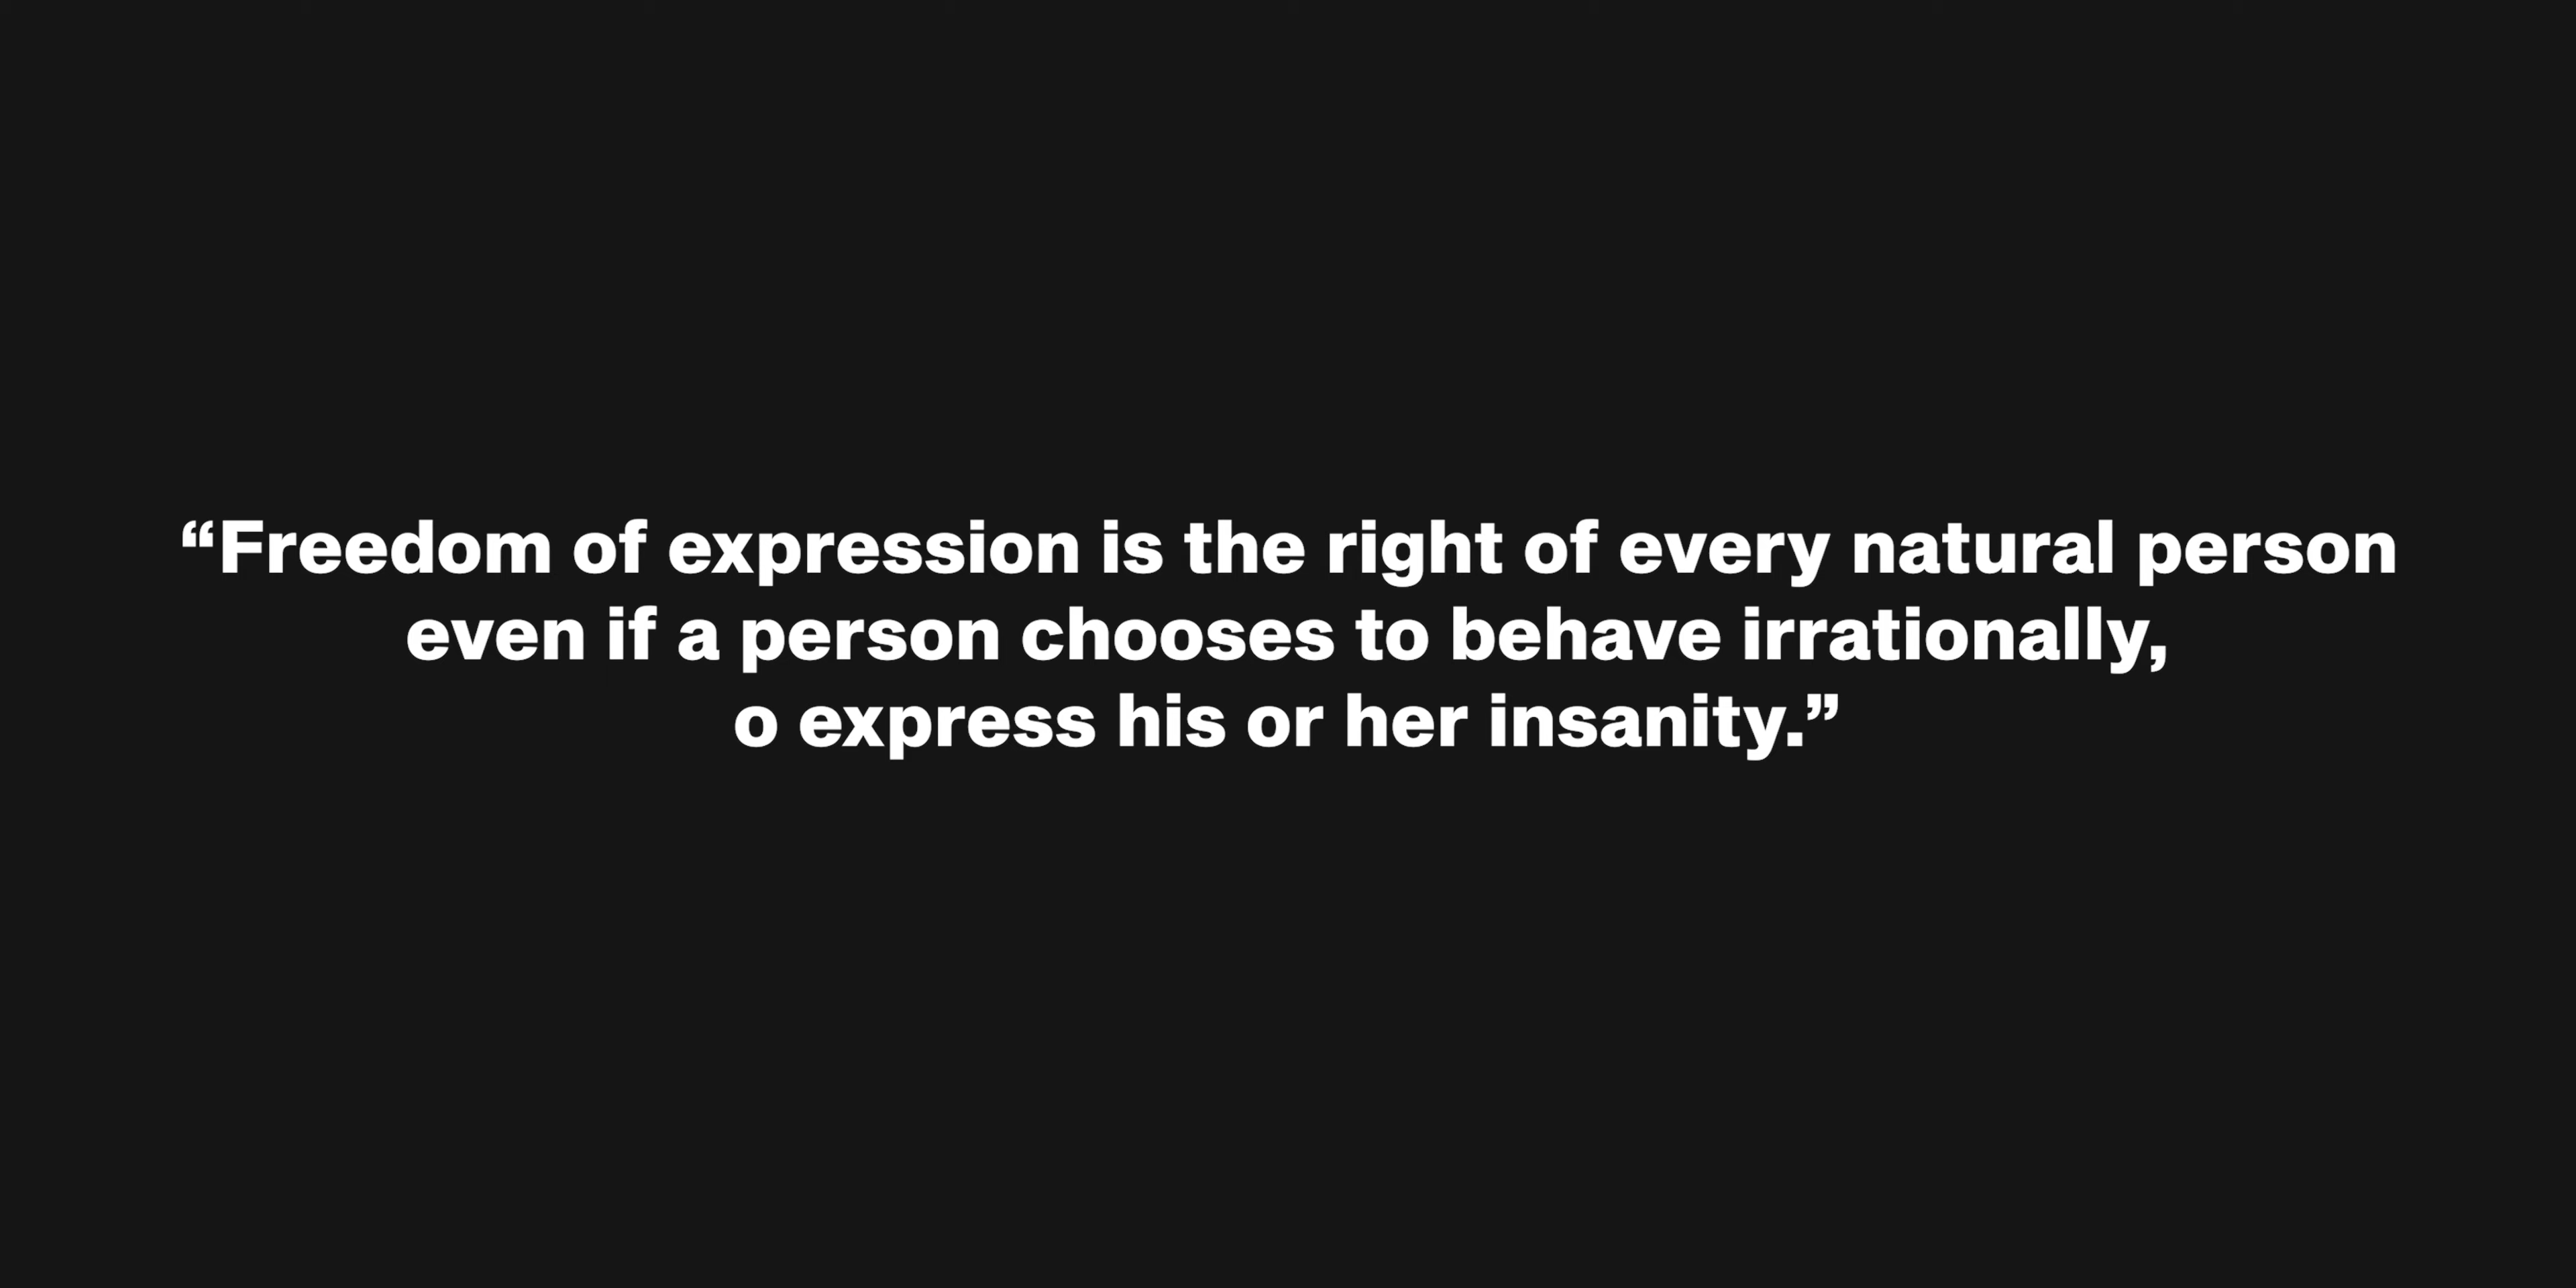 “Freedom of expression is the right of every natural person
even if a person chooses to behave irrationally,
o express his or her insanity.”